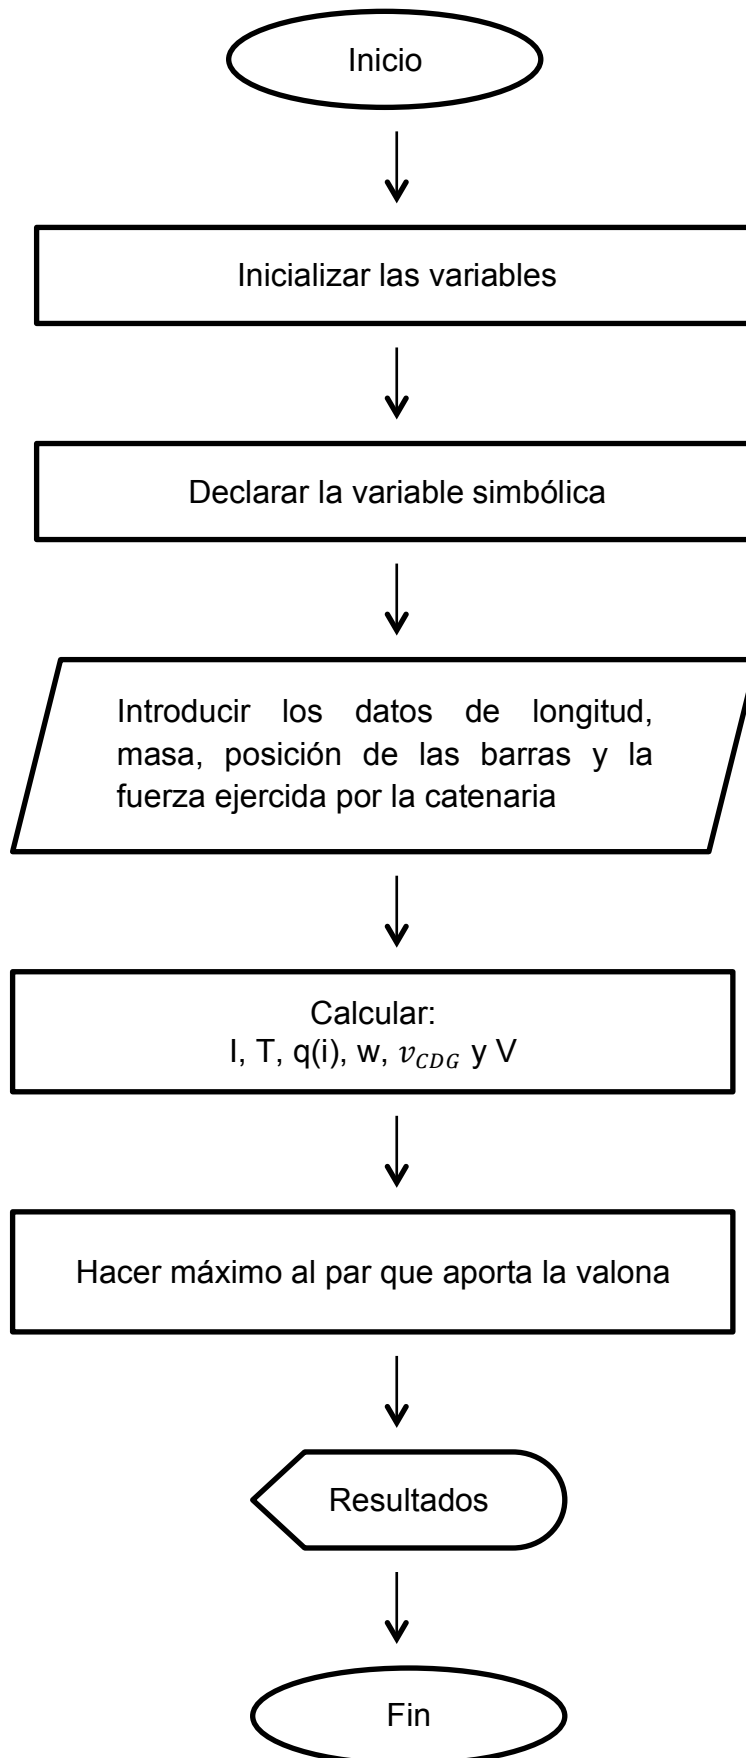 Inicio
Inicializar las variables
Declarar la variable simbólica
Introducir los datos de longitud,
masa, posición de las barras y la
fuerza ejercida por la catenaria
Calcular:
I, T, q(i), w, 𝑣𝐶𝐷𝐺 y V
Hacer máximo al par que aporta la valona
Resultados
Fin